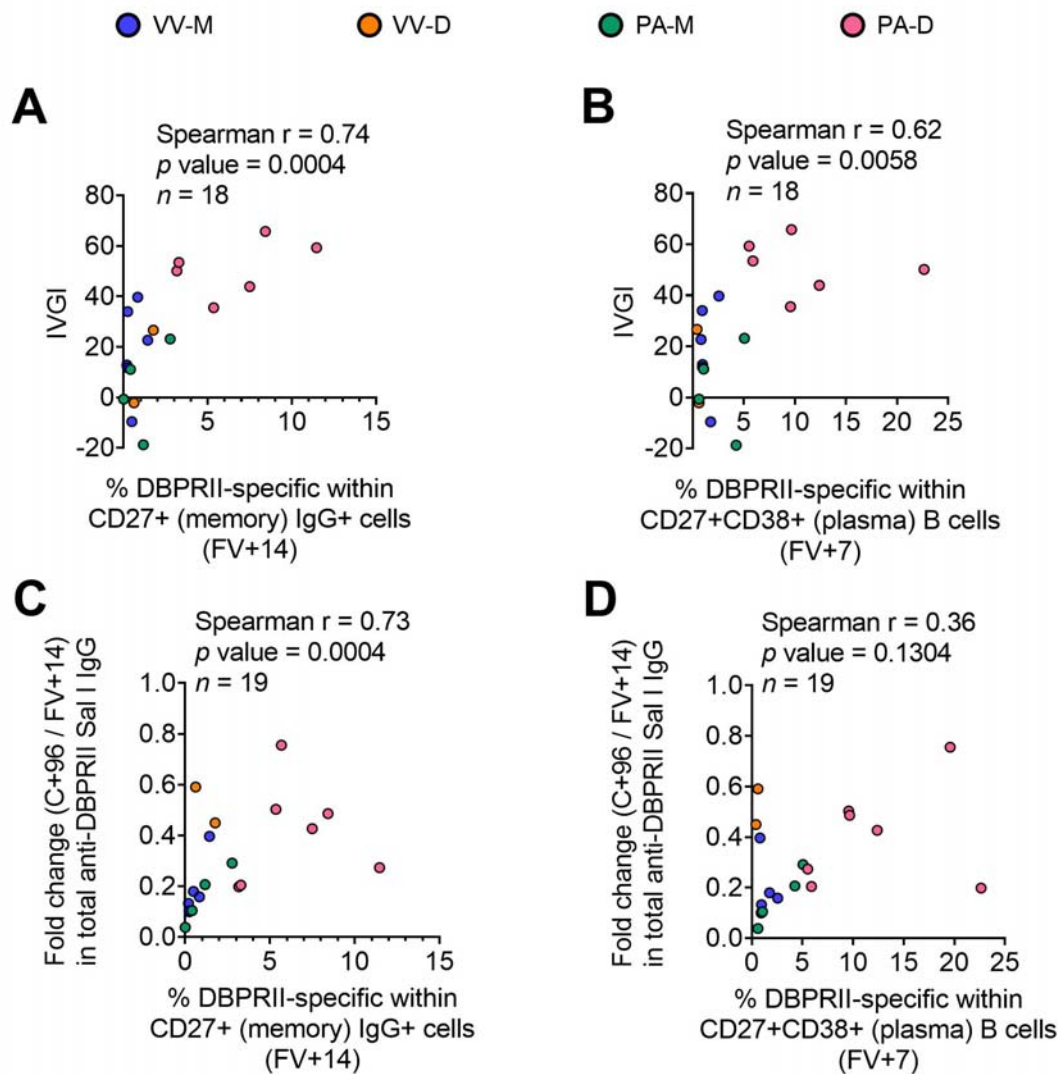 VV-M VV-D PA-M PA-D
A
Spearman r = 0.74
p value = 0.0004
n = 18
80
60
40
20
0
-20
5 10 15
IVGI
% DBPRII-specific within
CD27+ (memory) IgG+ cells
(FV+14)
B
Spearman r = 0.62
p value = 0.0058
n = 18
80
60
40
20
0
-20
5 10 15 20 25
IVGI
% DBPRII-specific within
CD27+CD38+ (plasma) B cells
(FV+7)
C
Spearman r = 0.73
p value = 0.0004
n = 19
1.0
0.8
0.6
0.4
0.2
0.0
0 5 10 15
Fold change (C+96 / FV+14)
in total anti-DBPRII Sal I IgG
% DBPRII-specific within
CD27+ (memory) IgG+ cells
(FV+14)
D
Spearman r = 0.36
p value = 0.1304
n = 19
1.0
0.8
0.6
0.4
0.2
0.0
0 5 10 15 20 25
Fold change (C+96 / FV+14)
in total anti-DBPRII Sal I IgG
% DBPRII-specific within
CD27+CD38+ (plasma) B cells
(FV+7)